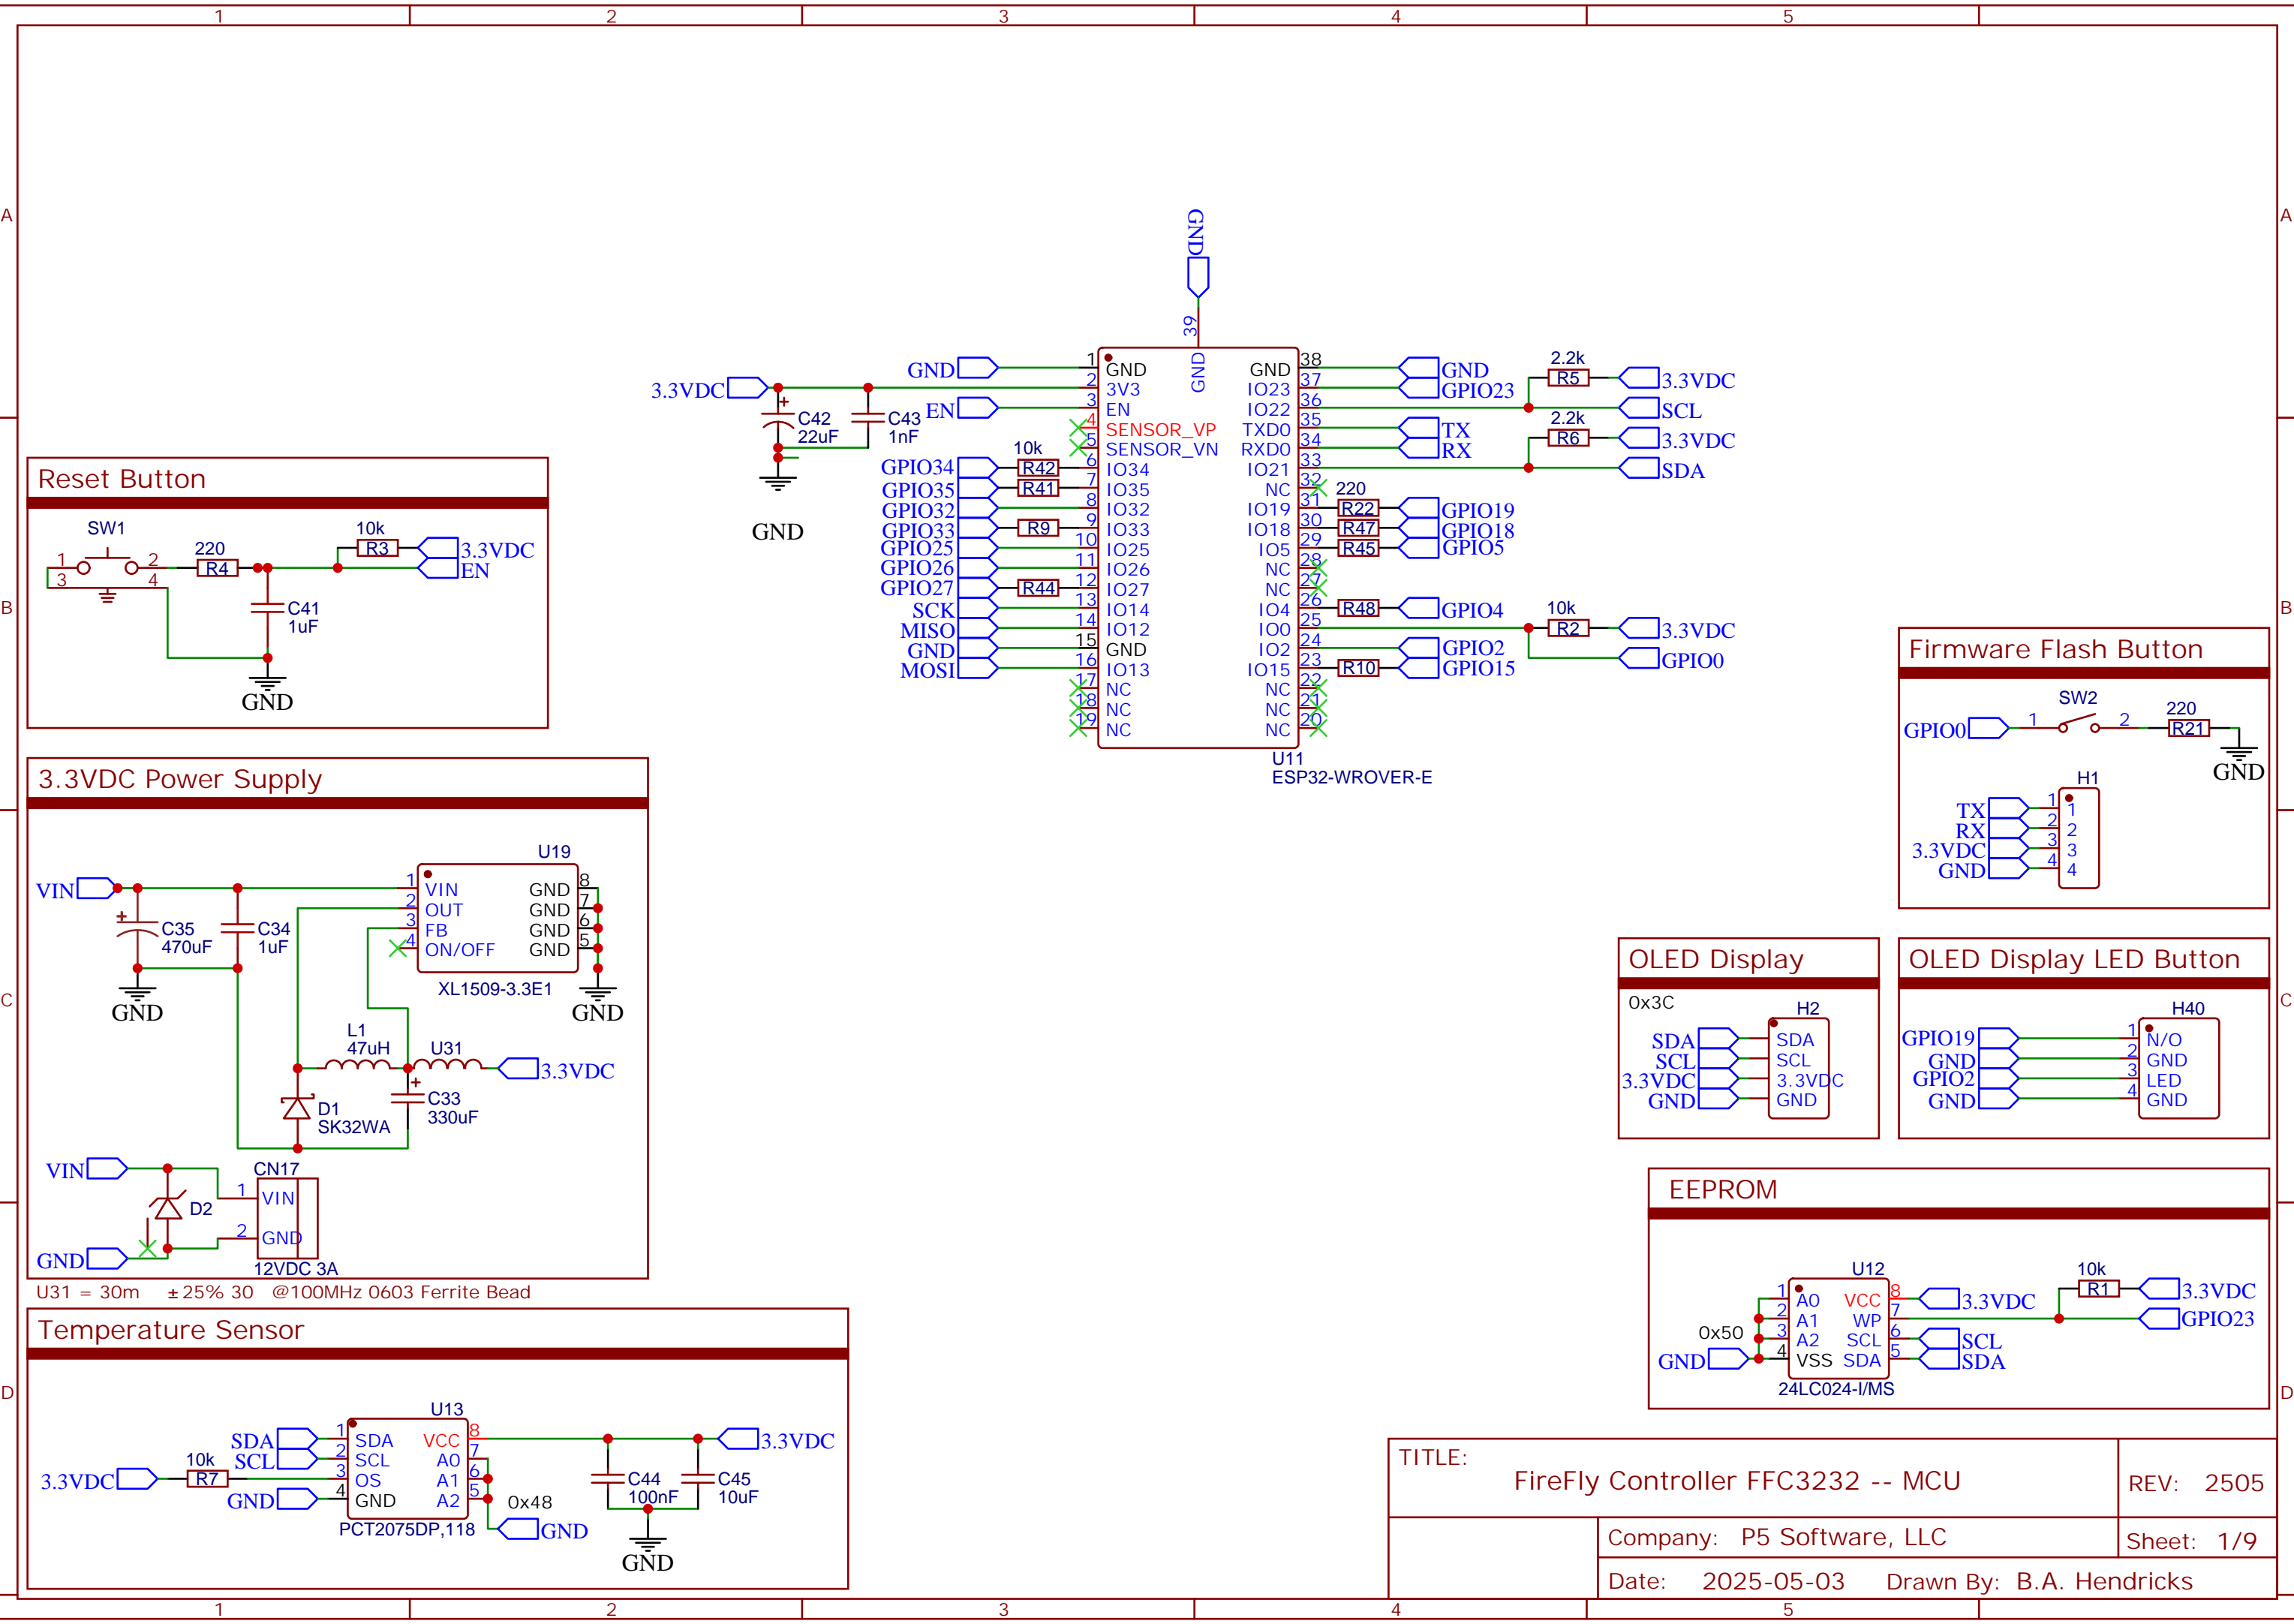 1 2 3 4 5
A A
B B
C C
D D
GND
39
GND
U11
ESP32-WROVER-E
GND 1 GND
3.3VDC 2 3V3
EN 3 EN
4 SENSOR_VP
5 SENSOR_VN
C42
22uF
C43
1nF
GND
10k
GPIO34 R42 6 IO34
GPIO35 R41 7 IO35
GPIO32 8 IO32
GPIO33 R9 9 IO33
GPIO25 10 IO25
GPIO26 11 IO26
GPIO27 R44 12 IO27
SCK 13 IO14
MISO 14 IO12
GND 15 GND
MOSI 16 IO13
17 NC
18 NC
19 NC
GND 38 GND
IO23 37 GPIO23
IO22 36 SCL
2.2k
R5 3.3VDC
TXD0 35 TX
RXD0 34 RX
2.2k
R6 3.3VDC
IO21 33 SDA
NC 32
220
IO19 31 R22 GPIO19
IO18 30 R47 GPIO18
IO5 29 R45 GPIO5
NC 28
NC 27
IO4 26 R48 GPIO4
10k
IO0 25 R2 3.3VDC
GPIO0
IO2 24 GPIO2
IO15 23 R10 GPIO15
NC 22
NC 21
NC 20
Reset Button
SW1
1 2
3 4
220
R4
10k
R3 3.3VDC
EN
C41
1uF
GND
3.3VDC Power Supply
U19
VIN 1 VIN GND 8
2 OUT GND 7
3 FB GND 6
4 ON/OFF GND 5
XL1509-3.3E1
C35
470uF
C34
1uF
GND
GND
L1
47uH
U31
3.3VDC
D1
SK32WA
C33
330uF
VIN
D2
GND
CN17
1 VIN
2 GND
12VDC 3A
U31 = 30m ±25% 30 @100MHz 0603 Ferrite Bead
Temperature Sensor
U13
SDA 1 SDA VCC 8 3.3VDC
SCL 2 SCL A0 7
3.3VDC 10k R7 3 OS A1 6
GND 4 GND A2 5
0x48
GND
PCT2075DP,118
C44
100nF
C45
10uF
GND
Firmware Flash Button
SW2
GPIO0 1 2
220
R21
GND
H1
TX 1 1
RX 2 2
3.3VDC 3 3
GND 4 4
OLED Display
0x3C
H2
SDA SDA
SCL SCL
3.3VDC 3.3VDC
GND GND
OLED Display LED Button
H40
GPIO19 1 N/O
GND 2 GND
GPIO2 3 LED
GND 4 GND
EEPROM
U12
1 A0 VCC 8 3.3VDC
2 A1 WP 7
3 A2 SCL 6 SCL
GND 4 VSS SDA 5 SDA
0x50
24LC024-I/MS
10k
R1 3.3VDC
GPIO23
TITLE:
FireFly Controller FFC3232 -- MCU
REV: 2505
Company: P5 Software, LLC
Sheet: 1/9
Date: 2025-05-03 Drawn By: B.A. Hendricks
1 2 3 4 5